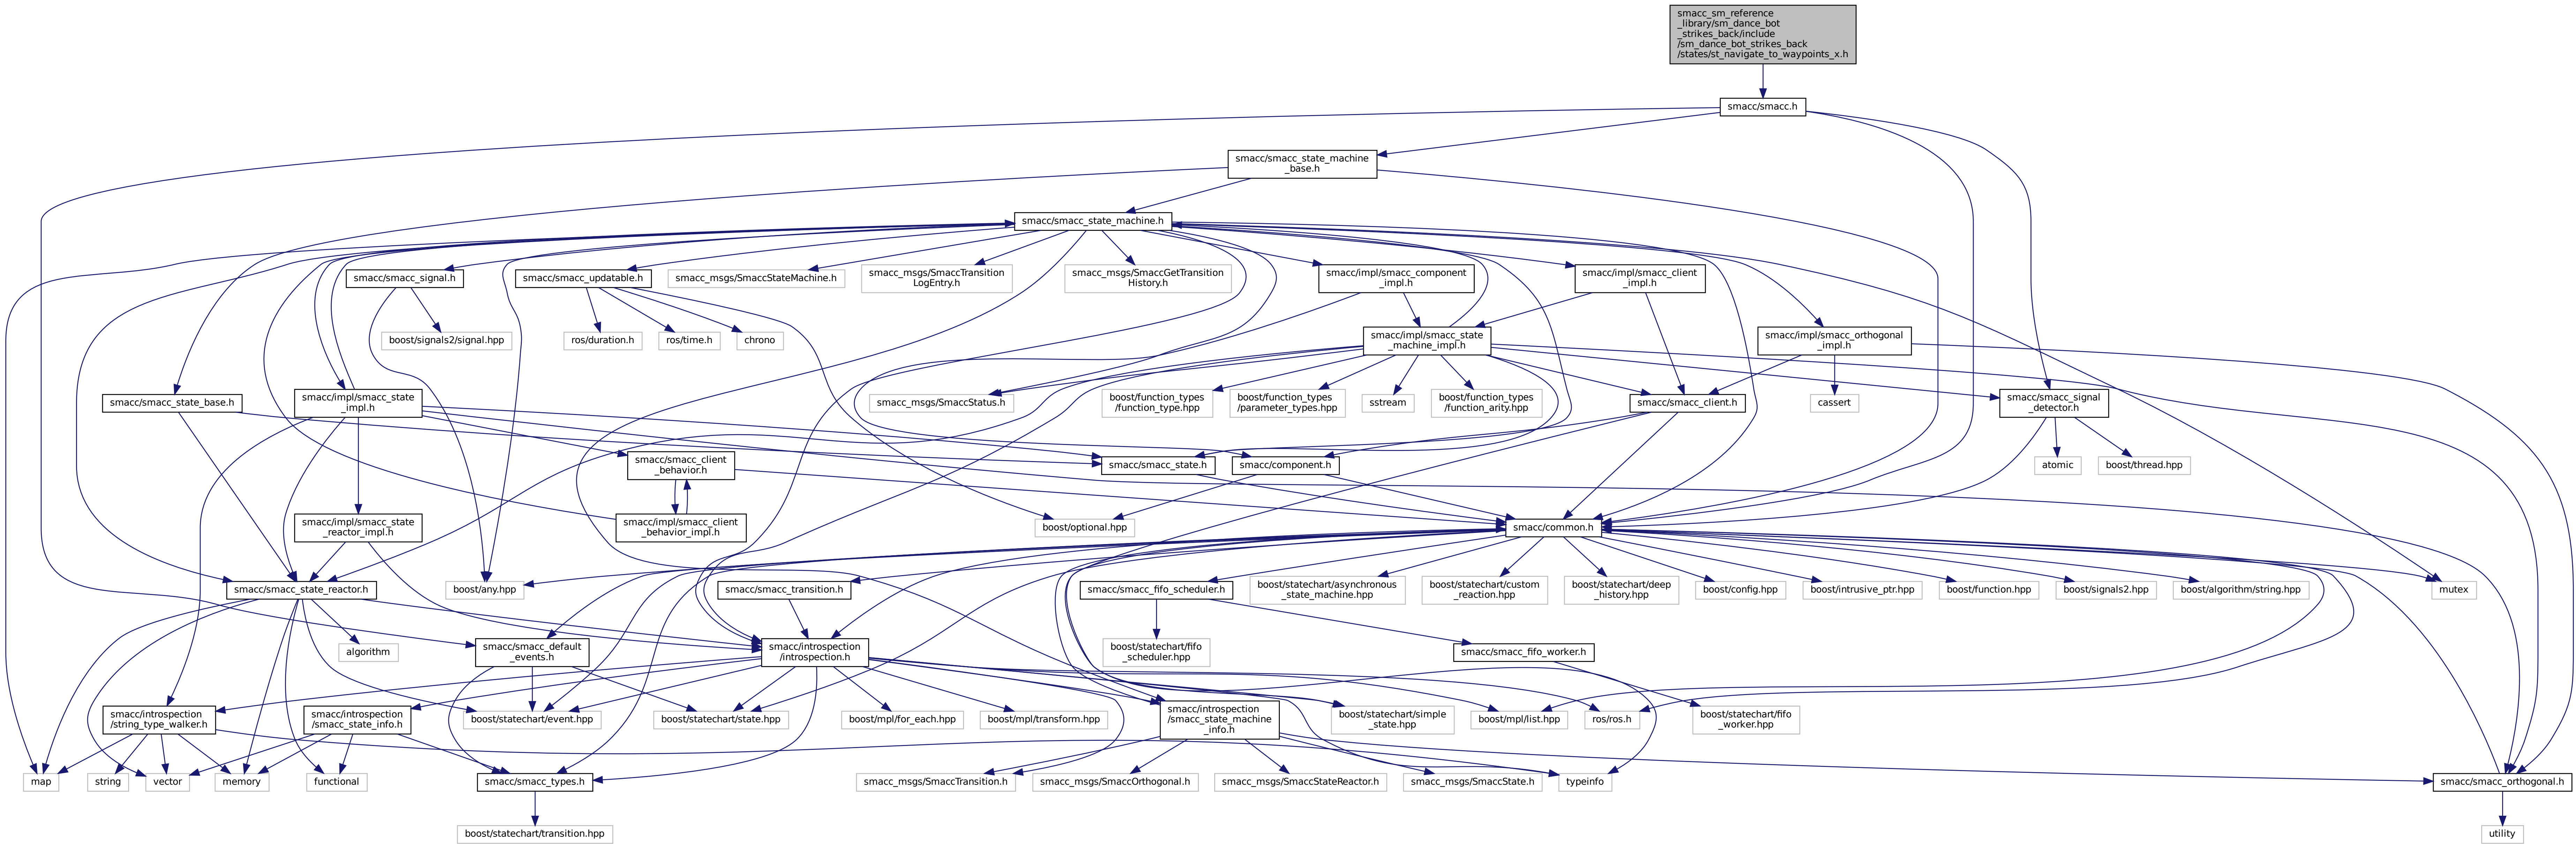 smacc_sm_reference
_library/sm_dance_bot
_strikes_back/include
/sm_dance_bot_strikes_back
/states/st_navigate_to_waypoints_x.h
smacc/smacc.h
smacc/smacc_state_machine
_base.h
smacc/smacc_state_machine.h
smacc/smacc_signal.h
smacc/smacc_updatable.h
smacc_msgs/SmaccStateMachine.h
smacc_msgs/SmaccTransition
LogEntry.h
smacc_msgs/SmaccGetTransition
History.h
smacc/impl/smacc_component
_impl.h
smacc/impl/smacc_client
_impl.h
boost/signals2/signal.hpp
ros/duration.h
ros/time.h
chrono
smacc/impl/smacc_state
_machine_impl.h
smacc/impl/smacc_orthogonal
_impl.h
smacc/smacc_state_base.h
smacc/impl/smacc_state
_impl.h
smacc_msgs/SmaccStatus.h
boost/function_types
/function_type.hpp
boost/function_types
/parameter_types.hpp
sstream
boost/function_types
/function_arity.hpp
smacc/smacc_client.h
cassert
smacc/smacc_signal
_detector.h
smacc/smacc_client
_behavior.h
smacc/smacc_state.h
smacc/component.h
atomic
boost/thread.hpp
smacc/impl/smacc_state
_reactor_impl.h
smacc/impl/smacc_client
_behavior_impl.h
boost/optional.hpp
smacc/common.h
smacc/smacc_state_reactor.h
boost/any.hpp
smacc/smacc_transition.h
smacc/smacc_fifo_scheduler.h
boost/statechart/asynchronous
_state_machine.hpp
boost/statechart/custom
_reaction.hpp
boost/statechart/deep
_history.hpp
boost/config.hpp
boost/intrusive_ptr.hpp
boost/function.hpp
boost/signals2.hpp
boost/algorithm/string.hpp
mutex
algorithm
smacc/smacc_default
_events.h
smacc/introspection
/introspection.h
boost/statechart/fifo
_scheduler.hpp
smacc/smacc_fifo_worker.h
smacc/introspection
/string_type_walker.h
smacc/introspection
/smacc_state_info.h
boost/statechart/event.hpp
boost/statechart/state.hpp
boost/mpl/for_each.hpp
boost/mpl/transform.hpp
smacc/introspection
/smacc_state_machine
_info.h
boost/statechart/simple
_state.hpp
boost/mpl/list.hpp
ros/ros.h
boost/statechart/fifo
_worker.hpp
map
string
vector
memory
functional
smacc/smacc_types.h
smacc_msgs/SmaccTransition.h
smacc_msgs/SmaccOrthogonal.h
smacc_msgs/SmaccStateReactor.h
smacc_msgs/SmaccState.h
typeinfo
smacc/smacc_orthogonal.h
boost/statechart/transition.hpp
utility